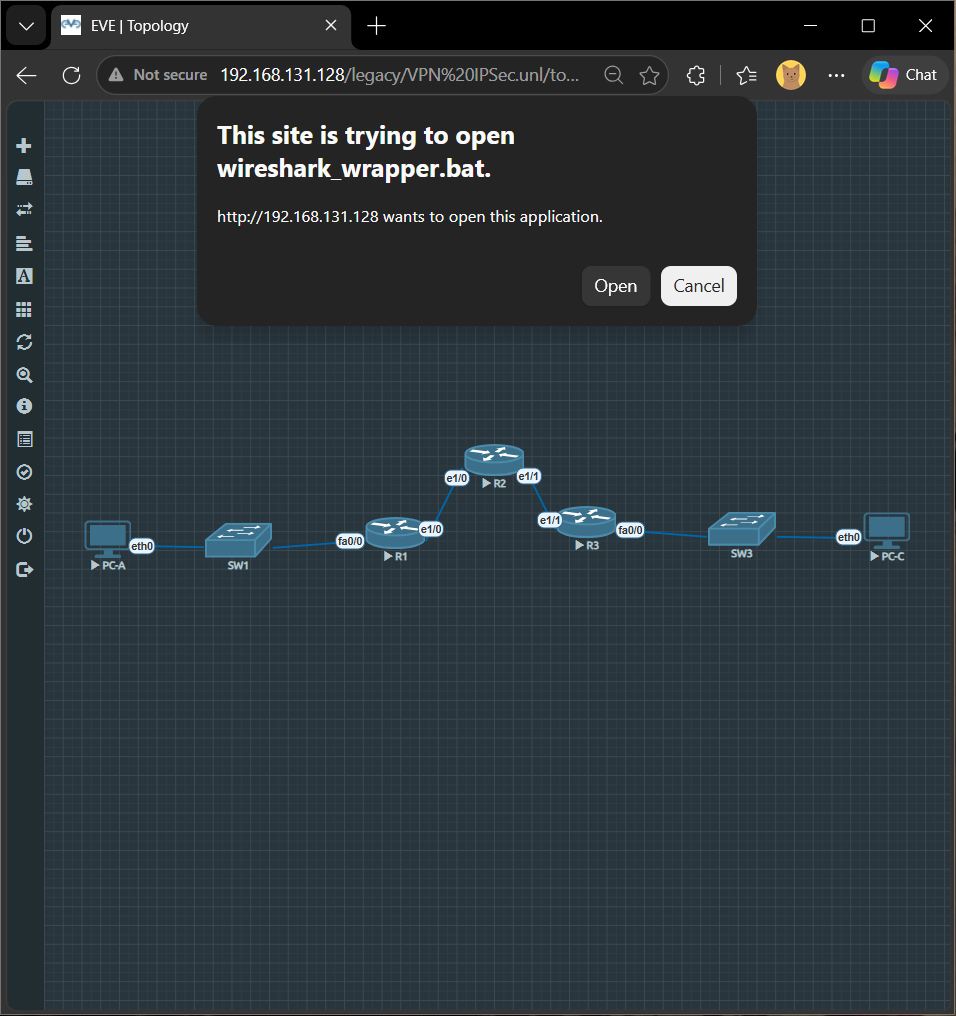 EVE | Topology
Not secure 192.168.131.128/legacy/VPN%20IPSec.unl/to...
Chat
This site is trying to open
wireshark_wrapper.bat.
http://192.168.131.128 wants to open this application.
Open Cancel
A
e1/0 e1/1
R2
e1/1
fa0/0 e1/0 fa0/0
R3
eth0 eth0
SW1 R1 SW3 PC-C
PC-A